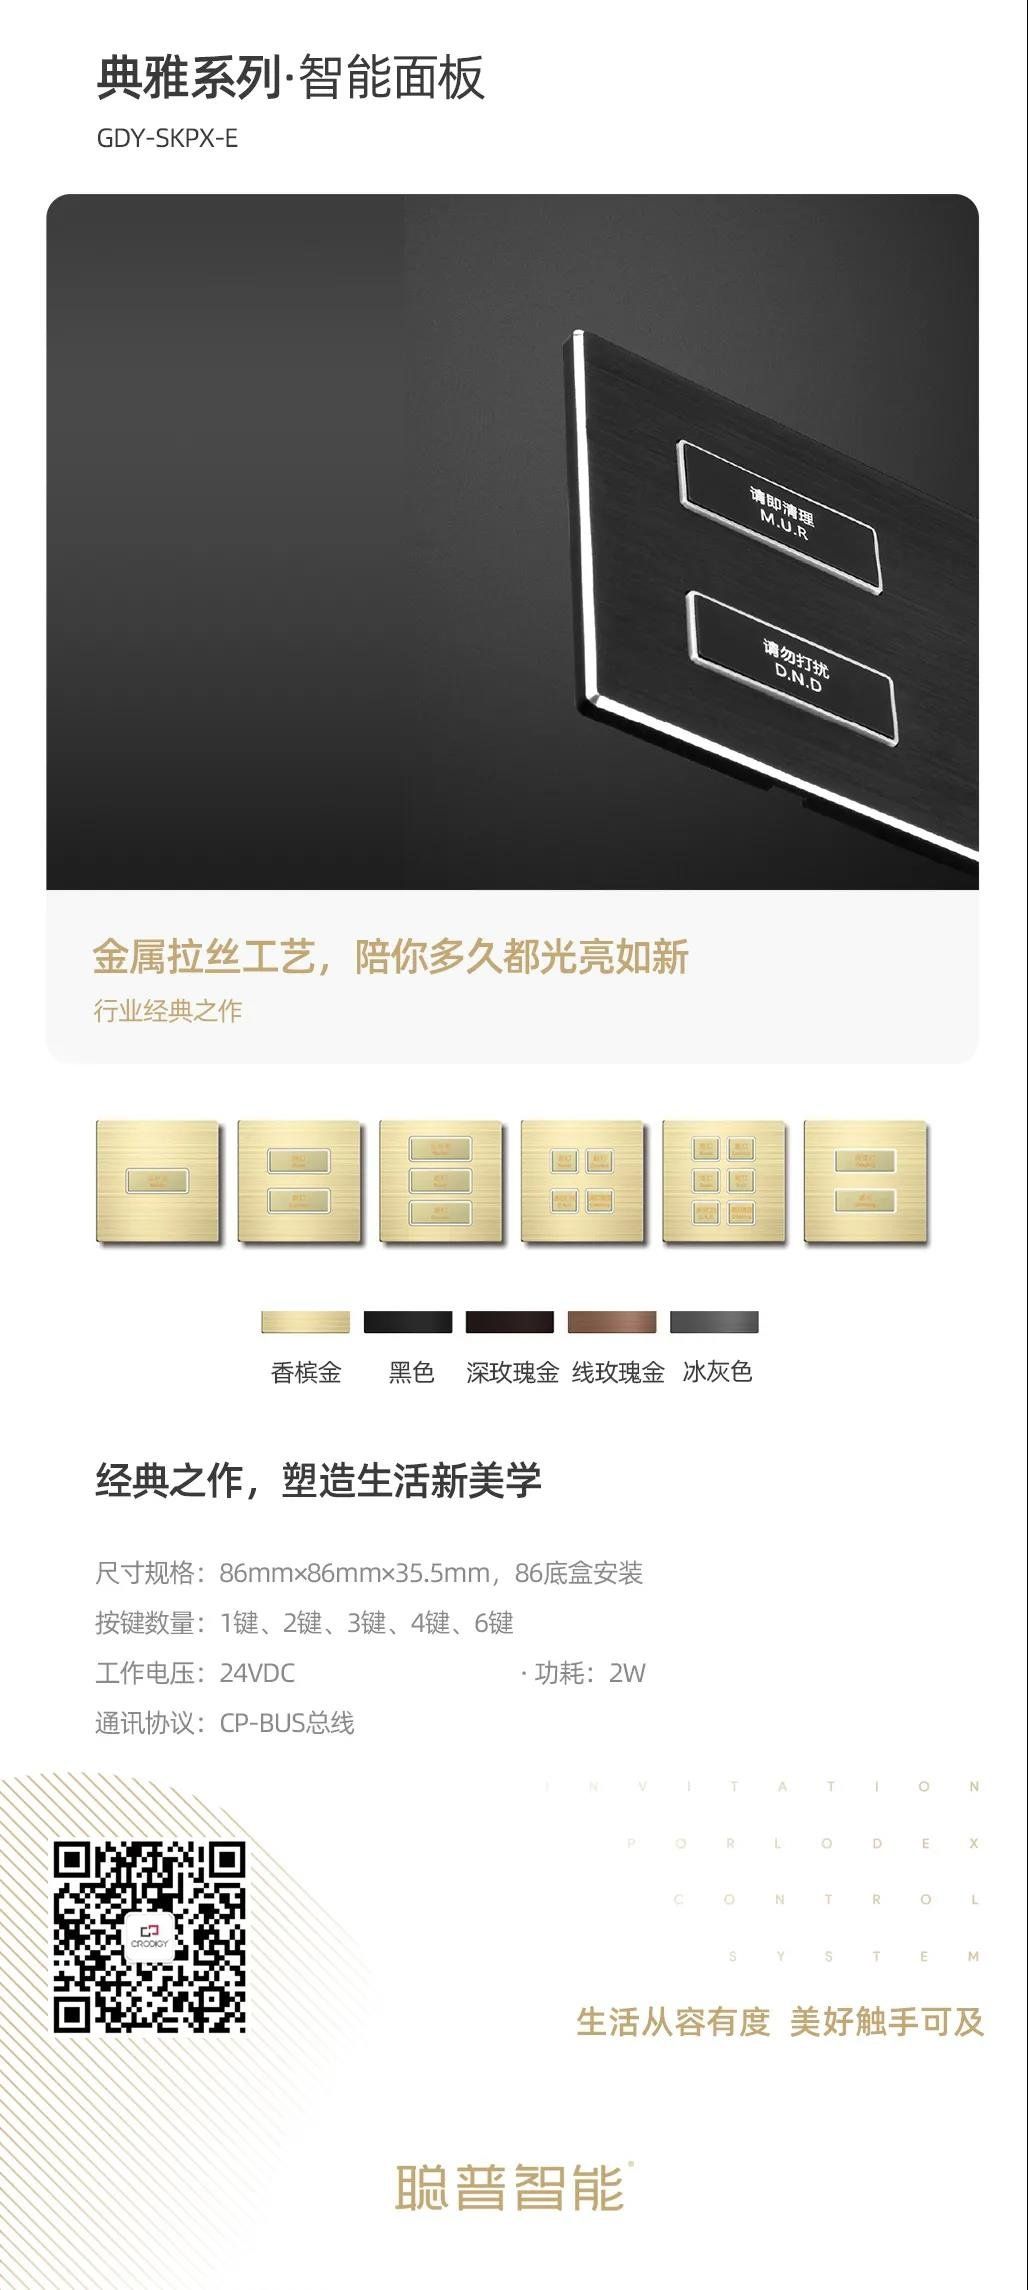 典雅系列·智能面板
GDY-SKPX-E
请即清理
M.U.R
请勿打扰
D.N.D
金属拉丝工艺，陪你多久都光亮如新
行业经典之作
香槟金 黑色 深玫瑰金 线玫瑰金 冰灰色
经典之作，塑造生活新美学
尺寸规格：86mm×86mm×35.5mm，86底盒安装
按键数量：1键、2键、3键、4键、6键
工作电压：24VDC ·功耗：2W
通讯协议：CP-BUS总线
INVITATION
PORLODEX
CONTROL
SYSTEM
CRODIGY
生活从容有度 美好触手可及
聪普智能